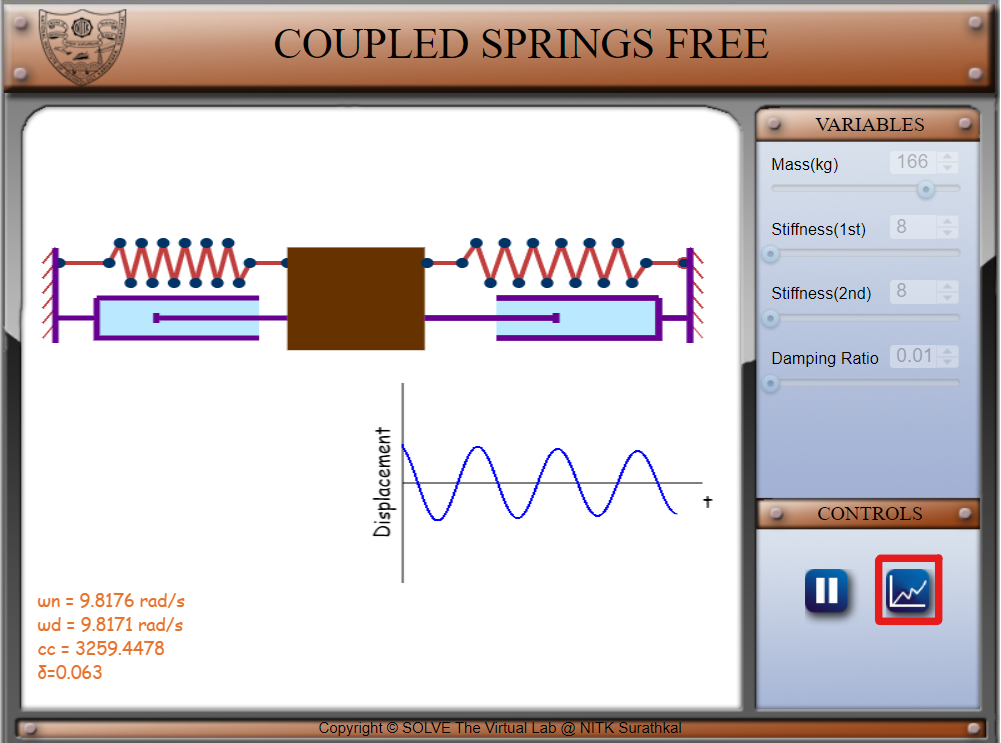 COUPLED SPRINGS FREE
VARIABLES
Mass(kg) 166
Stiffness(1st) 8
Stiffness(2nd) 8
Damping Ratio 0.01
Displacement
t
CONTROLS
ωn = 9.8176 rad/s
ωd = 9.8171 rad/s
cc = 3259.4478
δ=0.063
Copyright © SOLVE The Virtual Lab @ NITK Surathkal